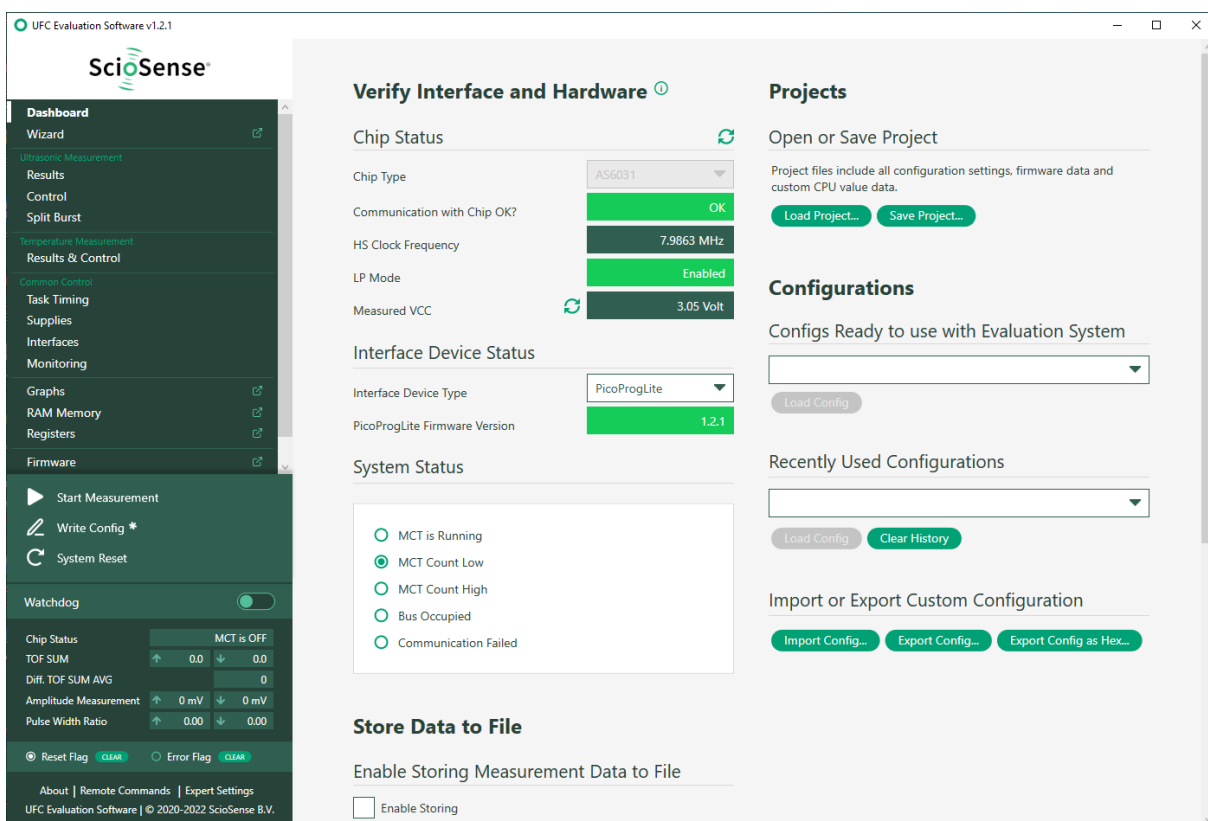 UFC Evaluation Software v1.2.1
ScioSense®
Dashboard
Wizard
Ultrasonic Measurement
Results
Control
Split Burst
Temperature Measurement
Results & Control
Common Control
Task Timing
Supplies
Interfaces
Monitoring
Graphs
RAM Memory
Registers
Firmware
Start Measurement
Write Config *
System Reset
Watchdog
Chip Status MCT is OFF
TOF SUM ↑ 0.0 ↓ 0.0
Diff. TOF SUM AVG 0
Amplitude Measurement ↑ 0 mV ↓ 0 mV
Pulse Width Ratio ↑ 0.00 ↓ 0.00
Reset Flag CLEAR Error Flag CLEAR
About | Remote Commands | Expert Settings
UFC Evaluation Software | © 2020-2022 ScioSense B.V.
Verify Interface and Hardware
Chip Status
Chip Type AS6031
Communication with Chip OK? OK
HS Clock Frequency 7.9863 MHz
LP Mode Enabled
Measured VCC 3.05 Volt
Interface Device Status
Interface Device Type PicoProgLite
PicoProgLite Firmware Version 1.2.1
System Status
MCT is Running
MCT Count Low
MCT Count High
Bus Occupied
Communication Failed
Store Data to File
Enable Storing Measurement Data to File
Enable Storing
Projects
Open or Save Project
Project files include all configuration settings, firmware data and
custom CPU value data.
Load Project... Save Project...
Configurations
Configs Ready to use with Evaluation System
Load Config
Recently Used Configurations
Load Config Clear History
Import or Export Custom Configuration
Import Config... Export Config... Export Config as Hex...